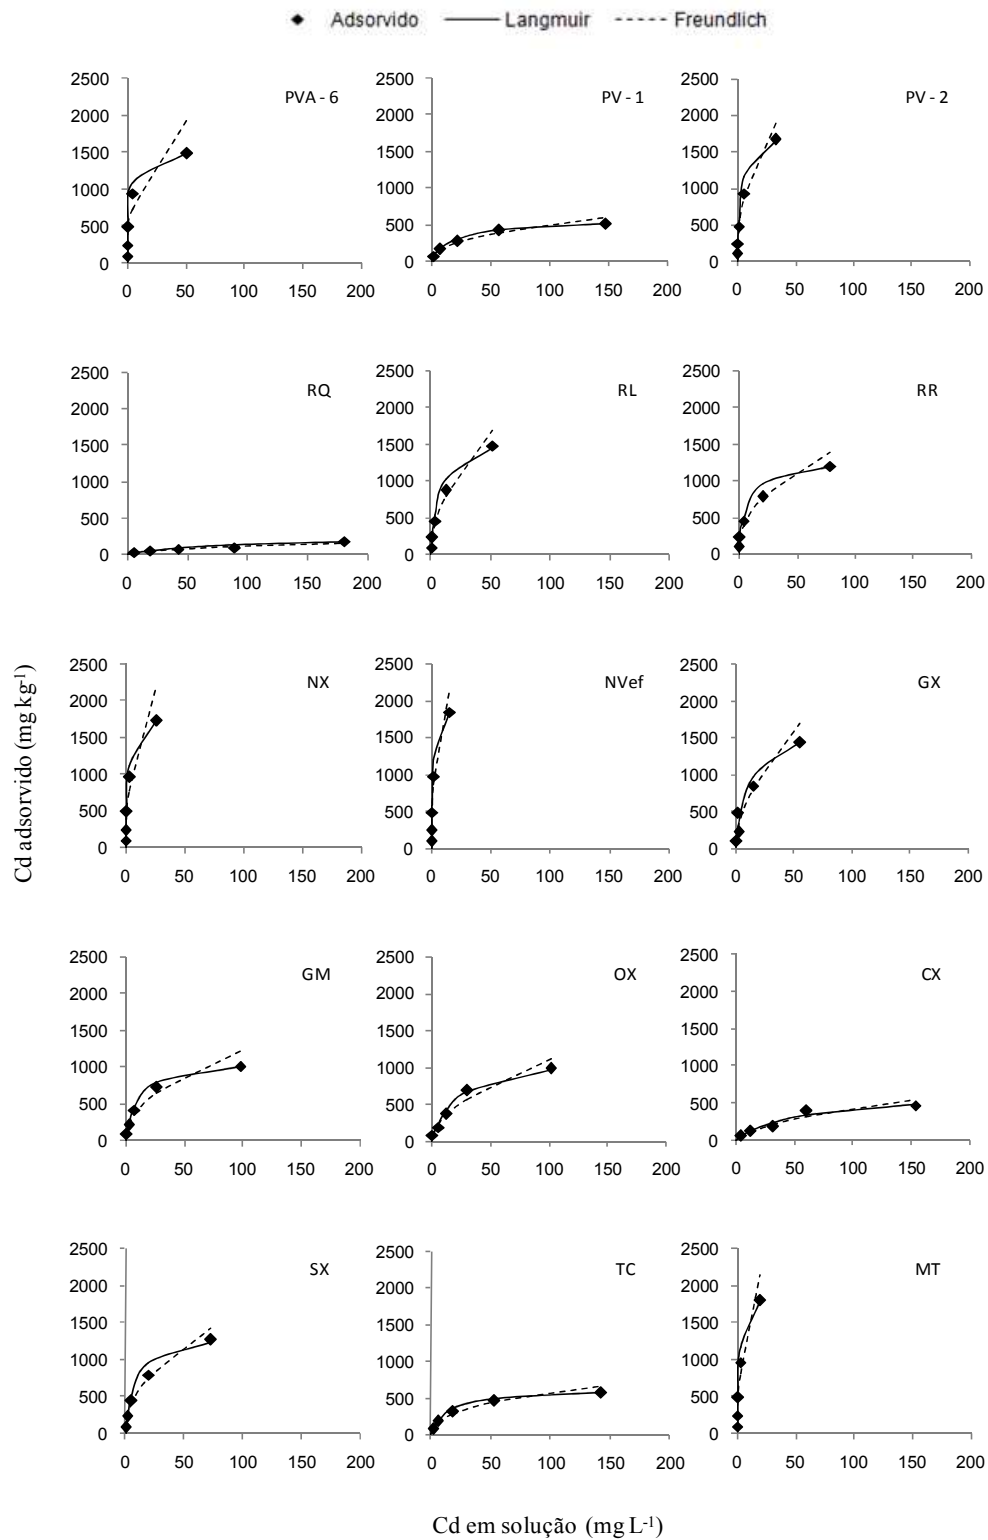 Adsorvido Langmuir Freundlich
PVA - 6 PV - 1 PV - 2
2500 2500 2500
2000 2000 2000
1500 1500 1500
1000 1000 1000
500 500 500
0 0 0
0 50 100 150 200 0 50 100 150 200 0 50 100 150 200
RQ RL RR
2500 2500 2500
2000 2000 2000
1500 1500 1500
1000 1000 1000
500 500 500
0 0 0
0 50 100 150 200 0 50 100 150 200 0 50 100 150 200
Cd adsorvido (mg kg-1)
NX NVef GX
2500 2500 2500
2000 2000 2000
1500 1500 1500
1000 1000 1000
500 500 500
0 0 0
0 50 100 150 200 0 50 100 150 200 0 50 100 150 200
GM OX CX
2500 2500 2500
2000 2000 2000
1500 1500 1500
1000 1000 1000
500 500 500
0 0 0
0 50 100 150 200 0 50 100 150 200 0 50 100 150 200
SX TC MT
2500 2500 2500
2000 2000 2000
1500 1500 1500
1000 1000 1000
500 500 500
0 0 0
0 50 100 150 200 0 50 100 150 200 0 50 100 150 200
Cd em solução (mg L-1)